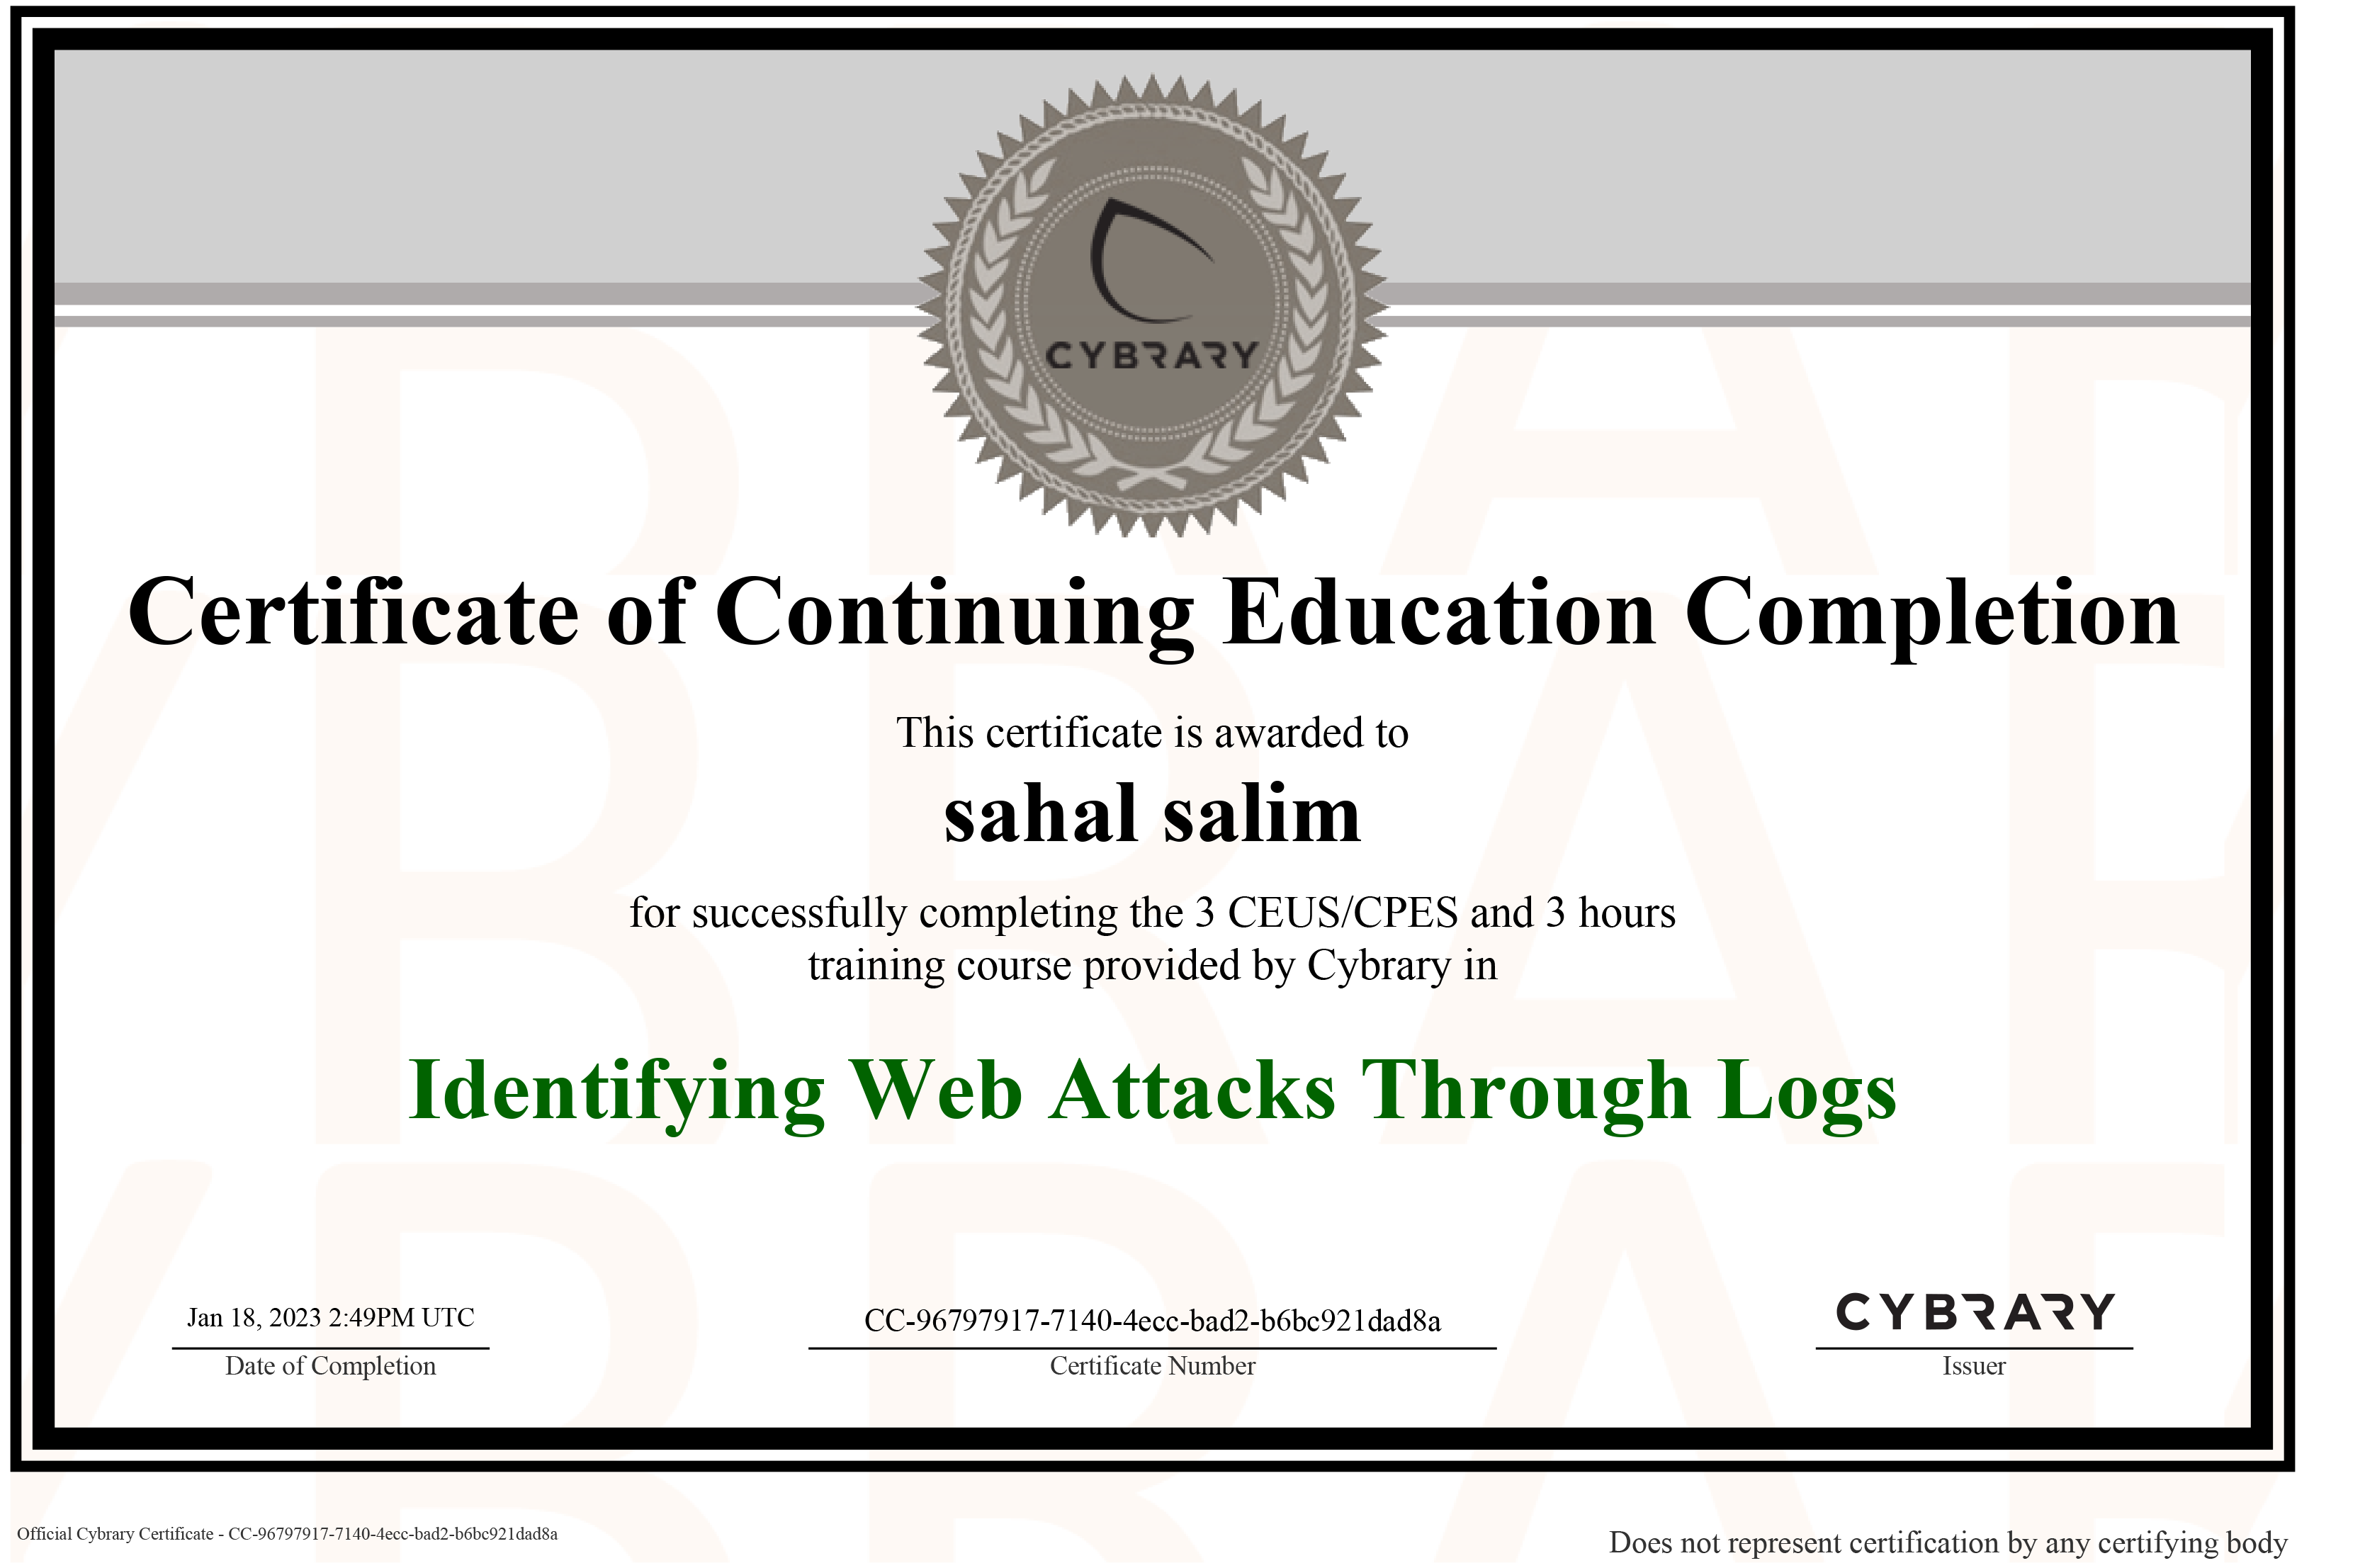 CYBRARY
Certificate of Continuing Education Completion
This certificate is awarded to
sahal salim
for successfully completing the 3 CEUS/CPES and 3 hours
training course provided by Cybrary in
Identifying Web Attacks Through Logs
Jan 18, 2023 2:49PM UTC
Date of Completion
CC-96797917-7140-4ecc-bad2-b6bc921dad8a
Certificate Number
CYBRARY
Issuer
Official Cybrary Certificate - CC-96797917-7140-4ecc-bad2-b6bc921dad8a
Does not represent certification by any certifying body